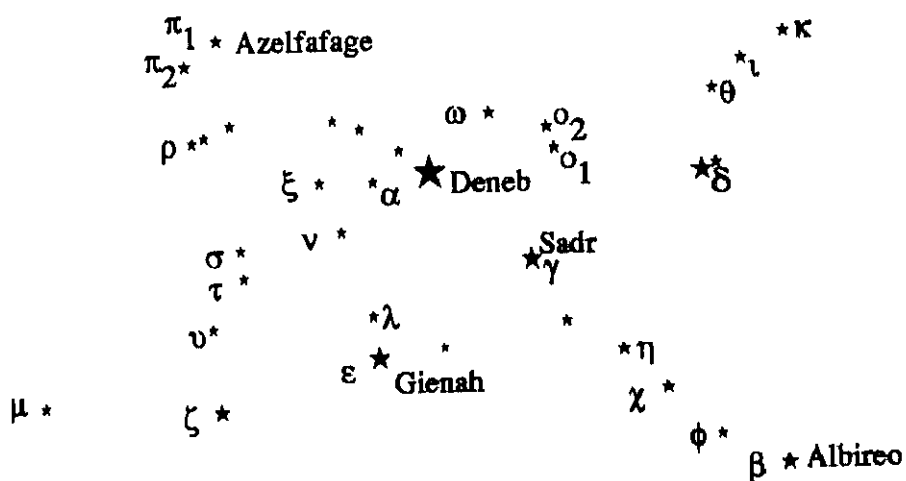 π1
Azelfafage
κ
π2
ι
θ
ω
ο2
ρ
ο1
ξ
α
Deneb
δ
ν
Sadr
σ
γ
τ
λ
υ
η
ε
Gienah
χ
μ
ζ
φ
β
Albireo